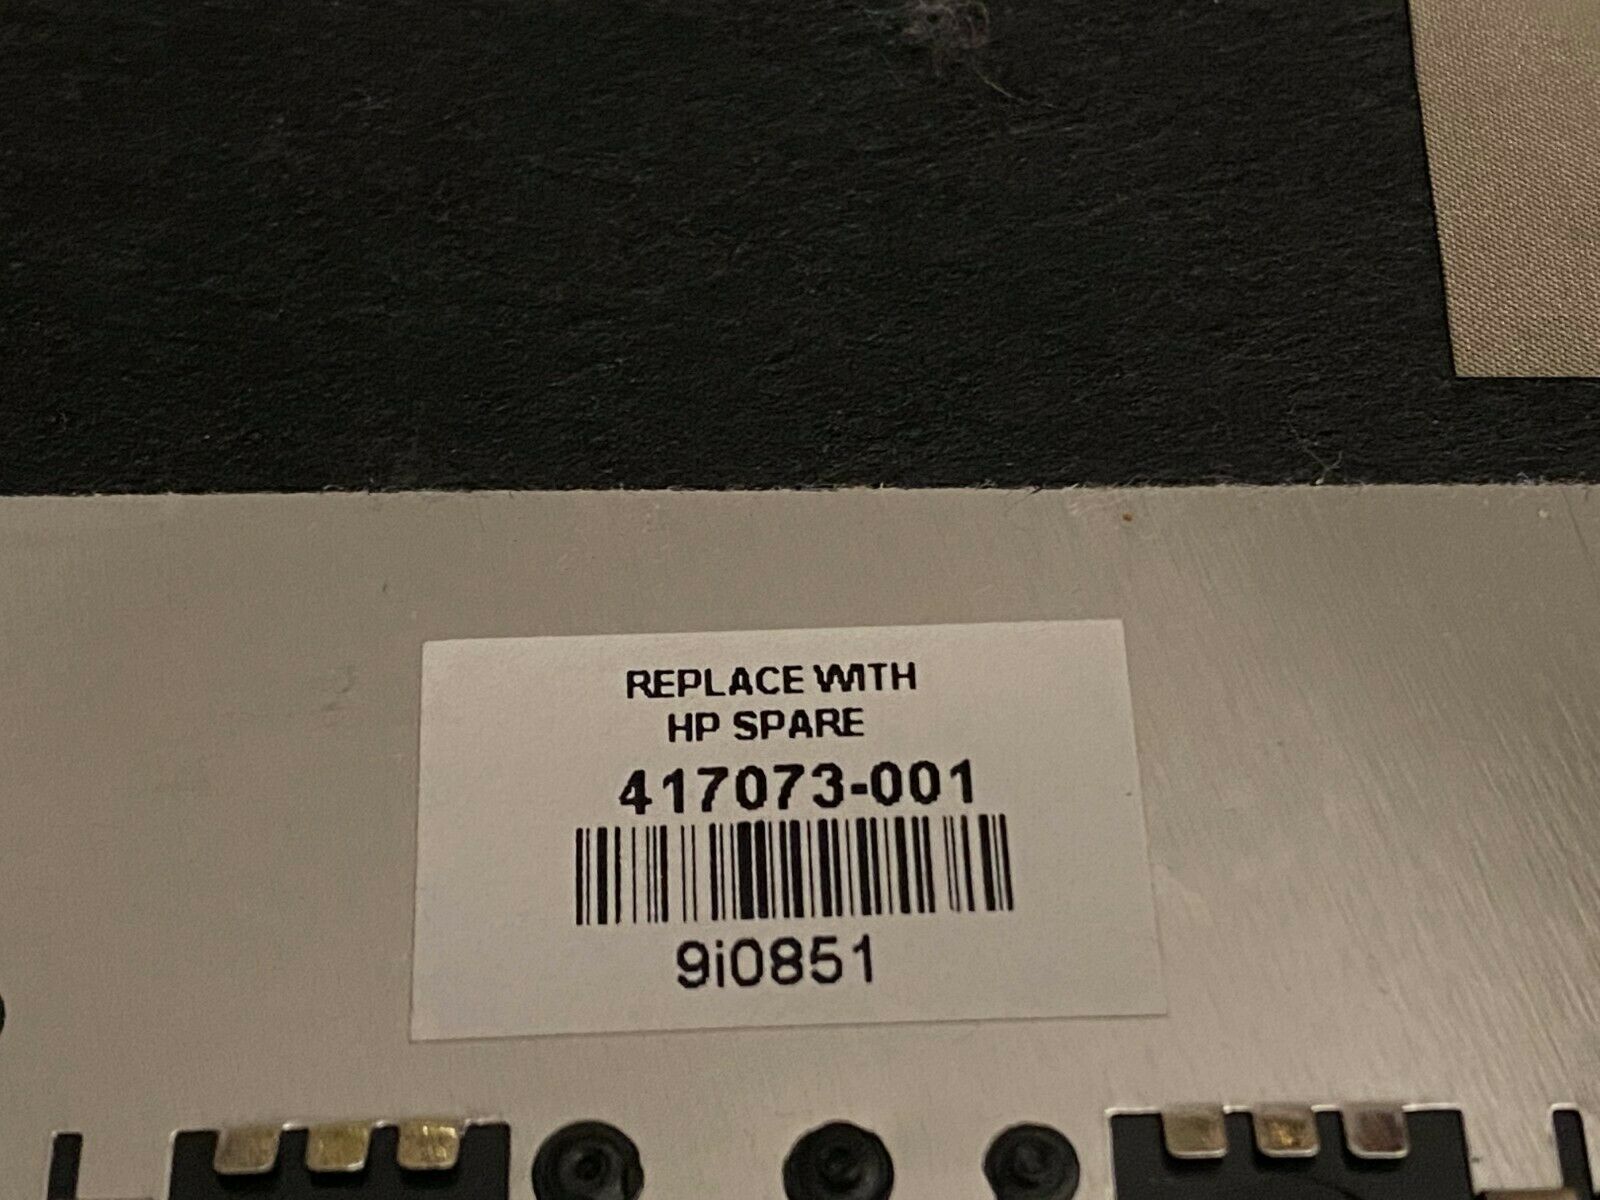 REPLACE WITH
HP SPARE
417073-001
9i0851